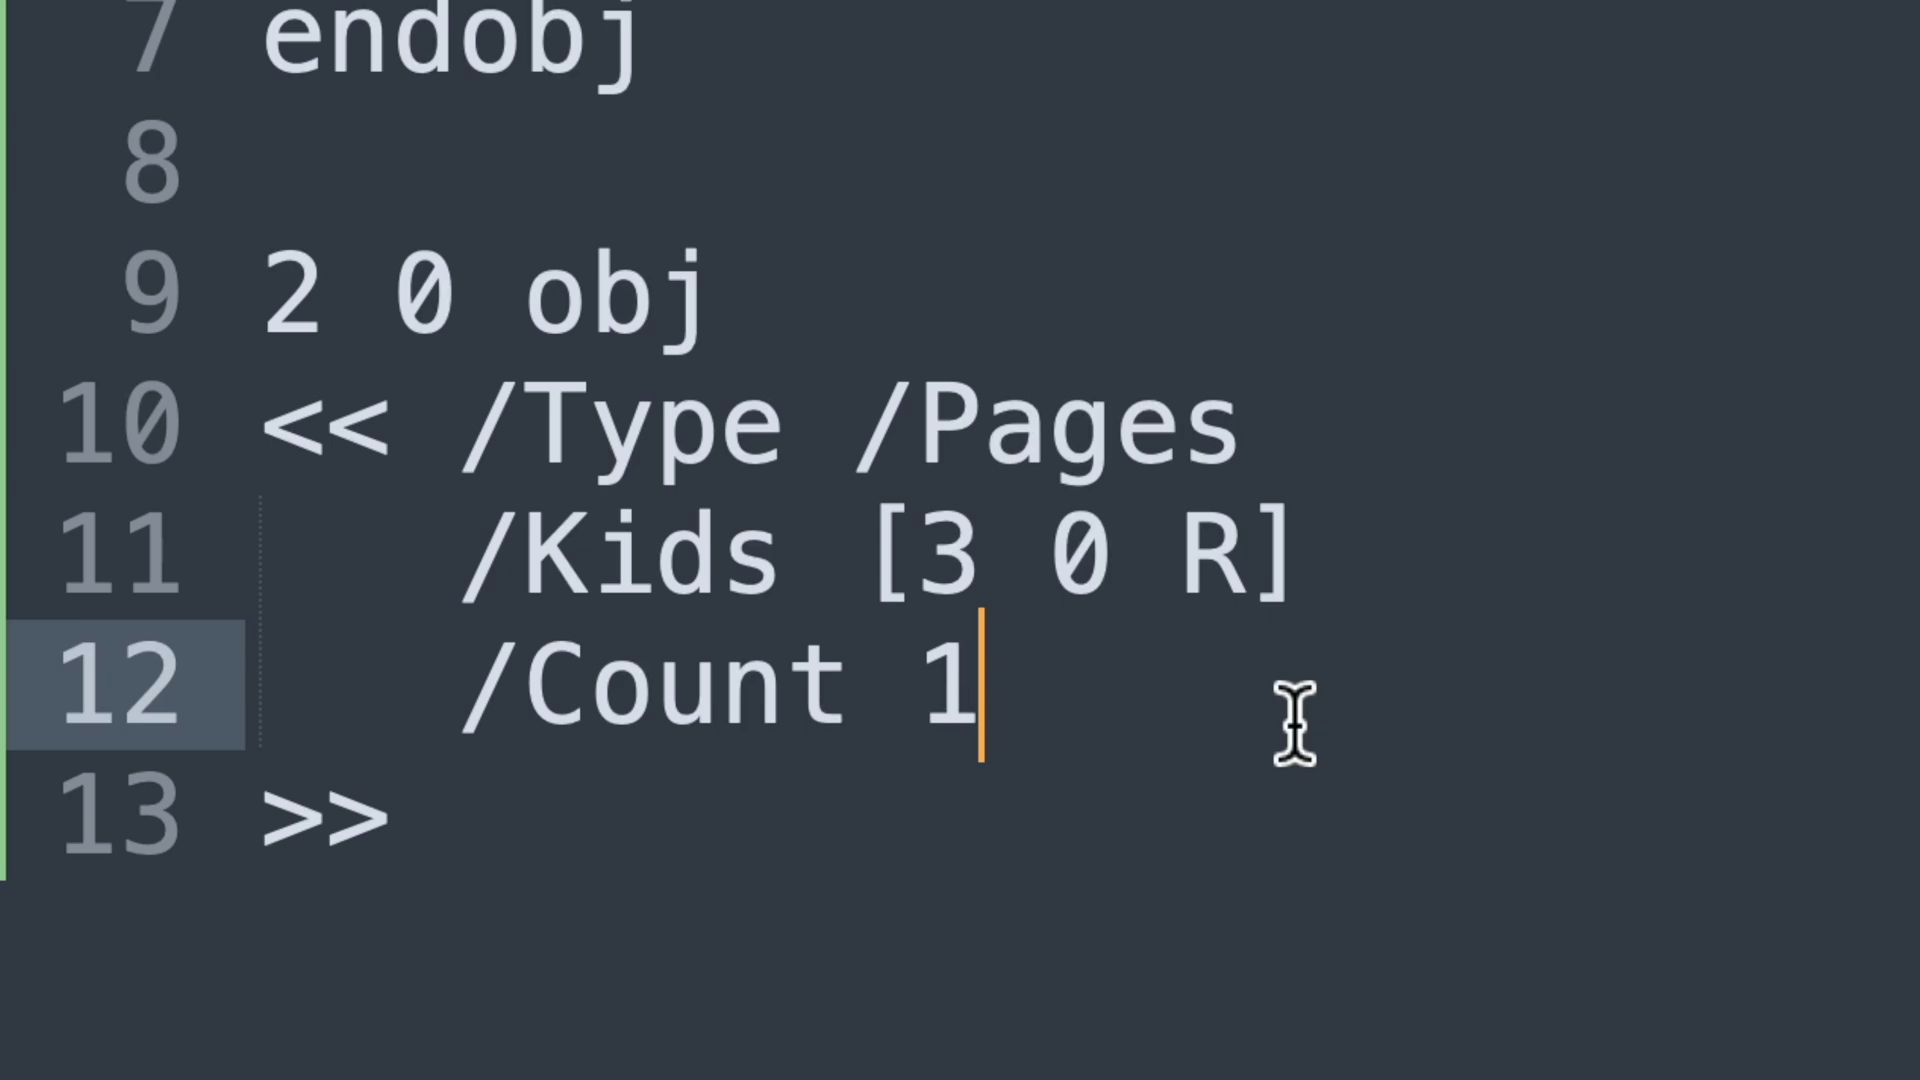 7 endobj
8
9 2 0 obj
10 << /Type /Pages
11 /Kids [3 0 R]
12 /Count 1
13 >>